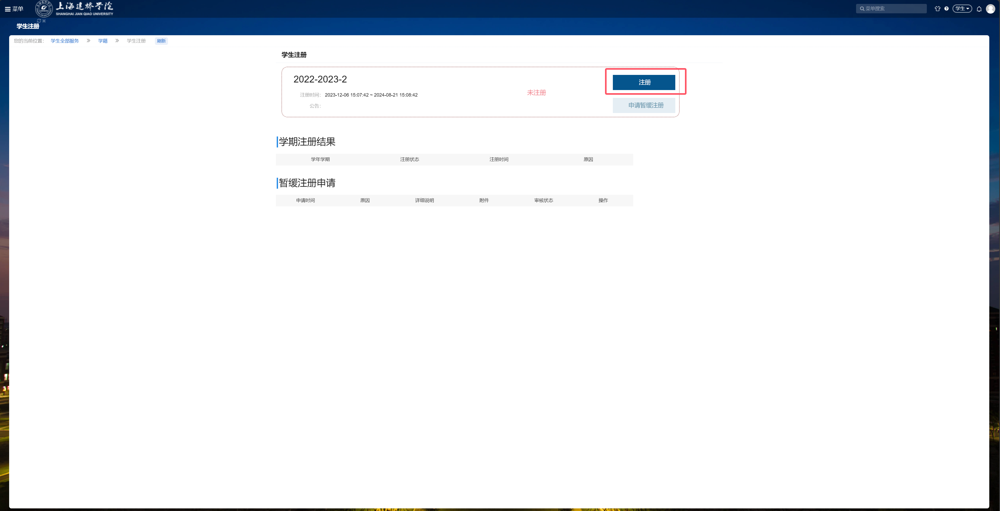 菜单
上海建桥学院
SHANGHAI JIAN QIAO UNIVERSITY
菜单搜索
学生
学生注册
您的当前位置： 学生全部服务 学籍 学生注册 刷新
学生注册
2022-2023-2
注册
注册时间： 2023-12-06 15:07:42 ~ 2024-08-21 15:08:42
未注册
公告：
申请暂缓注册
学期注册结果
学年学期 注册状态 注册时间 原因
暂缓注册申请
申请时间 原因 详细说明 附件 审核状态 操作